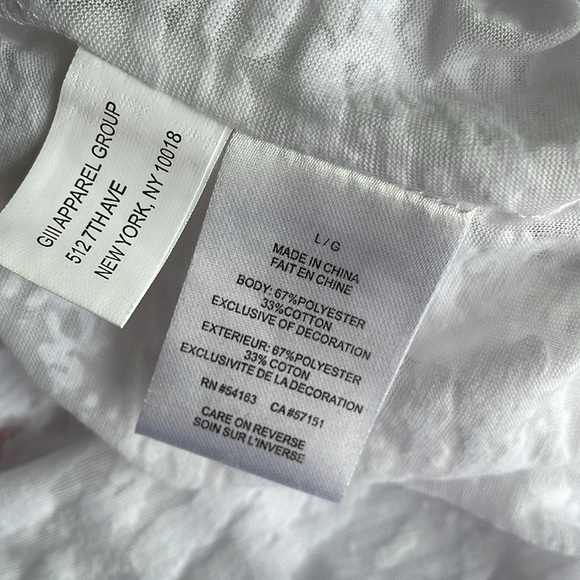 GIII APPAREL GROUP
512 7TH AVE
NEW YORK, NY 10018
L / G
MADE IN CHINA
FAIT EN CHINE
BODY: 67%POLYESTER
33%COTTON
EXCLUSIVE OF DECORATION
EXTERIEUR: 67%POLYESTER
33% COTON
EXCLUSIVITE DE LA DECORATION
RN #54163 CA #57151
CARE ON REVERSE
SOIN SUR L'INVERSE